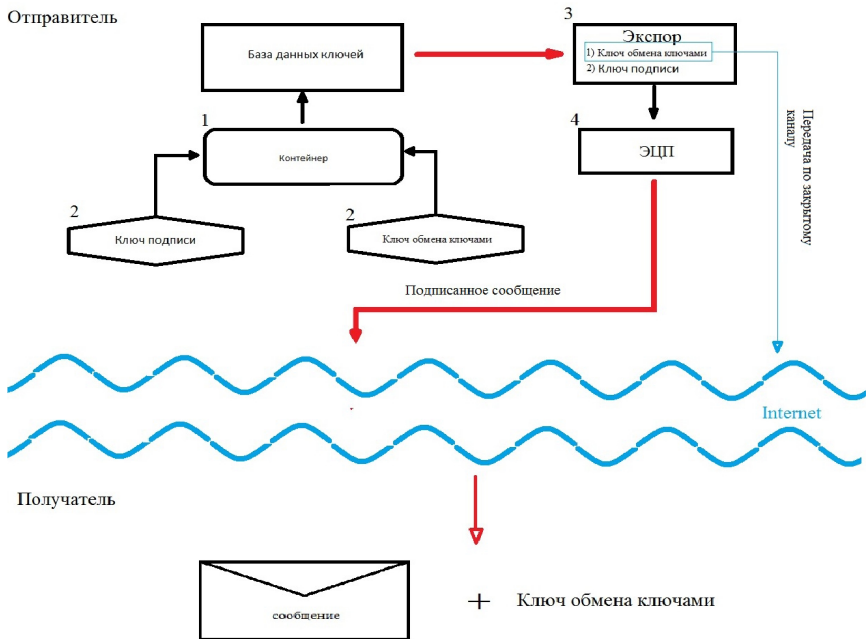 Отправитель
3
Экспор
База данных ключей
1) Ключ обмена ключами
2) Ключ подписи
1
4
Передача по закрытому
каналу
Контейнер
ЭЦП
2
2
Ключ подписи
Ключ обмена ключами
Подписанное сообщение
Internet
Получатель
сообщение
+
Ключ обмена ключами